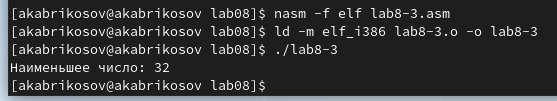 [akabrikosov@akabrikosov lab08]$ nasm -f elf lab8-3.asm
[akabrikosov@akabrikosov lab08]$ ld -m elf_i386 lab8-3.o -o lab8-3
[akabrikosov@akabrikosov lab08]$ ./lab8-3
Наименьшее число: 32
[akabrikosov@akabrikosov lab08]$